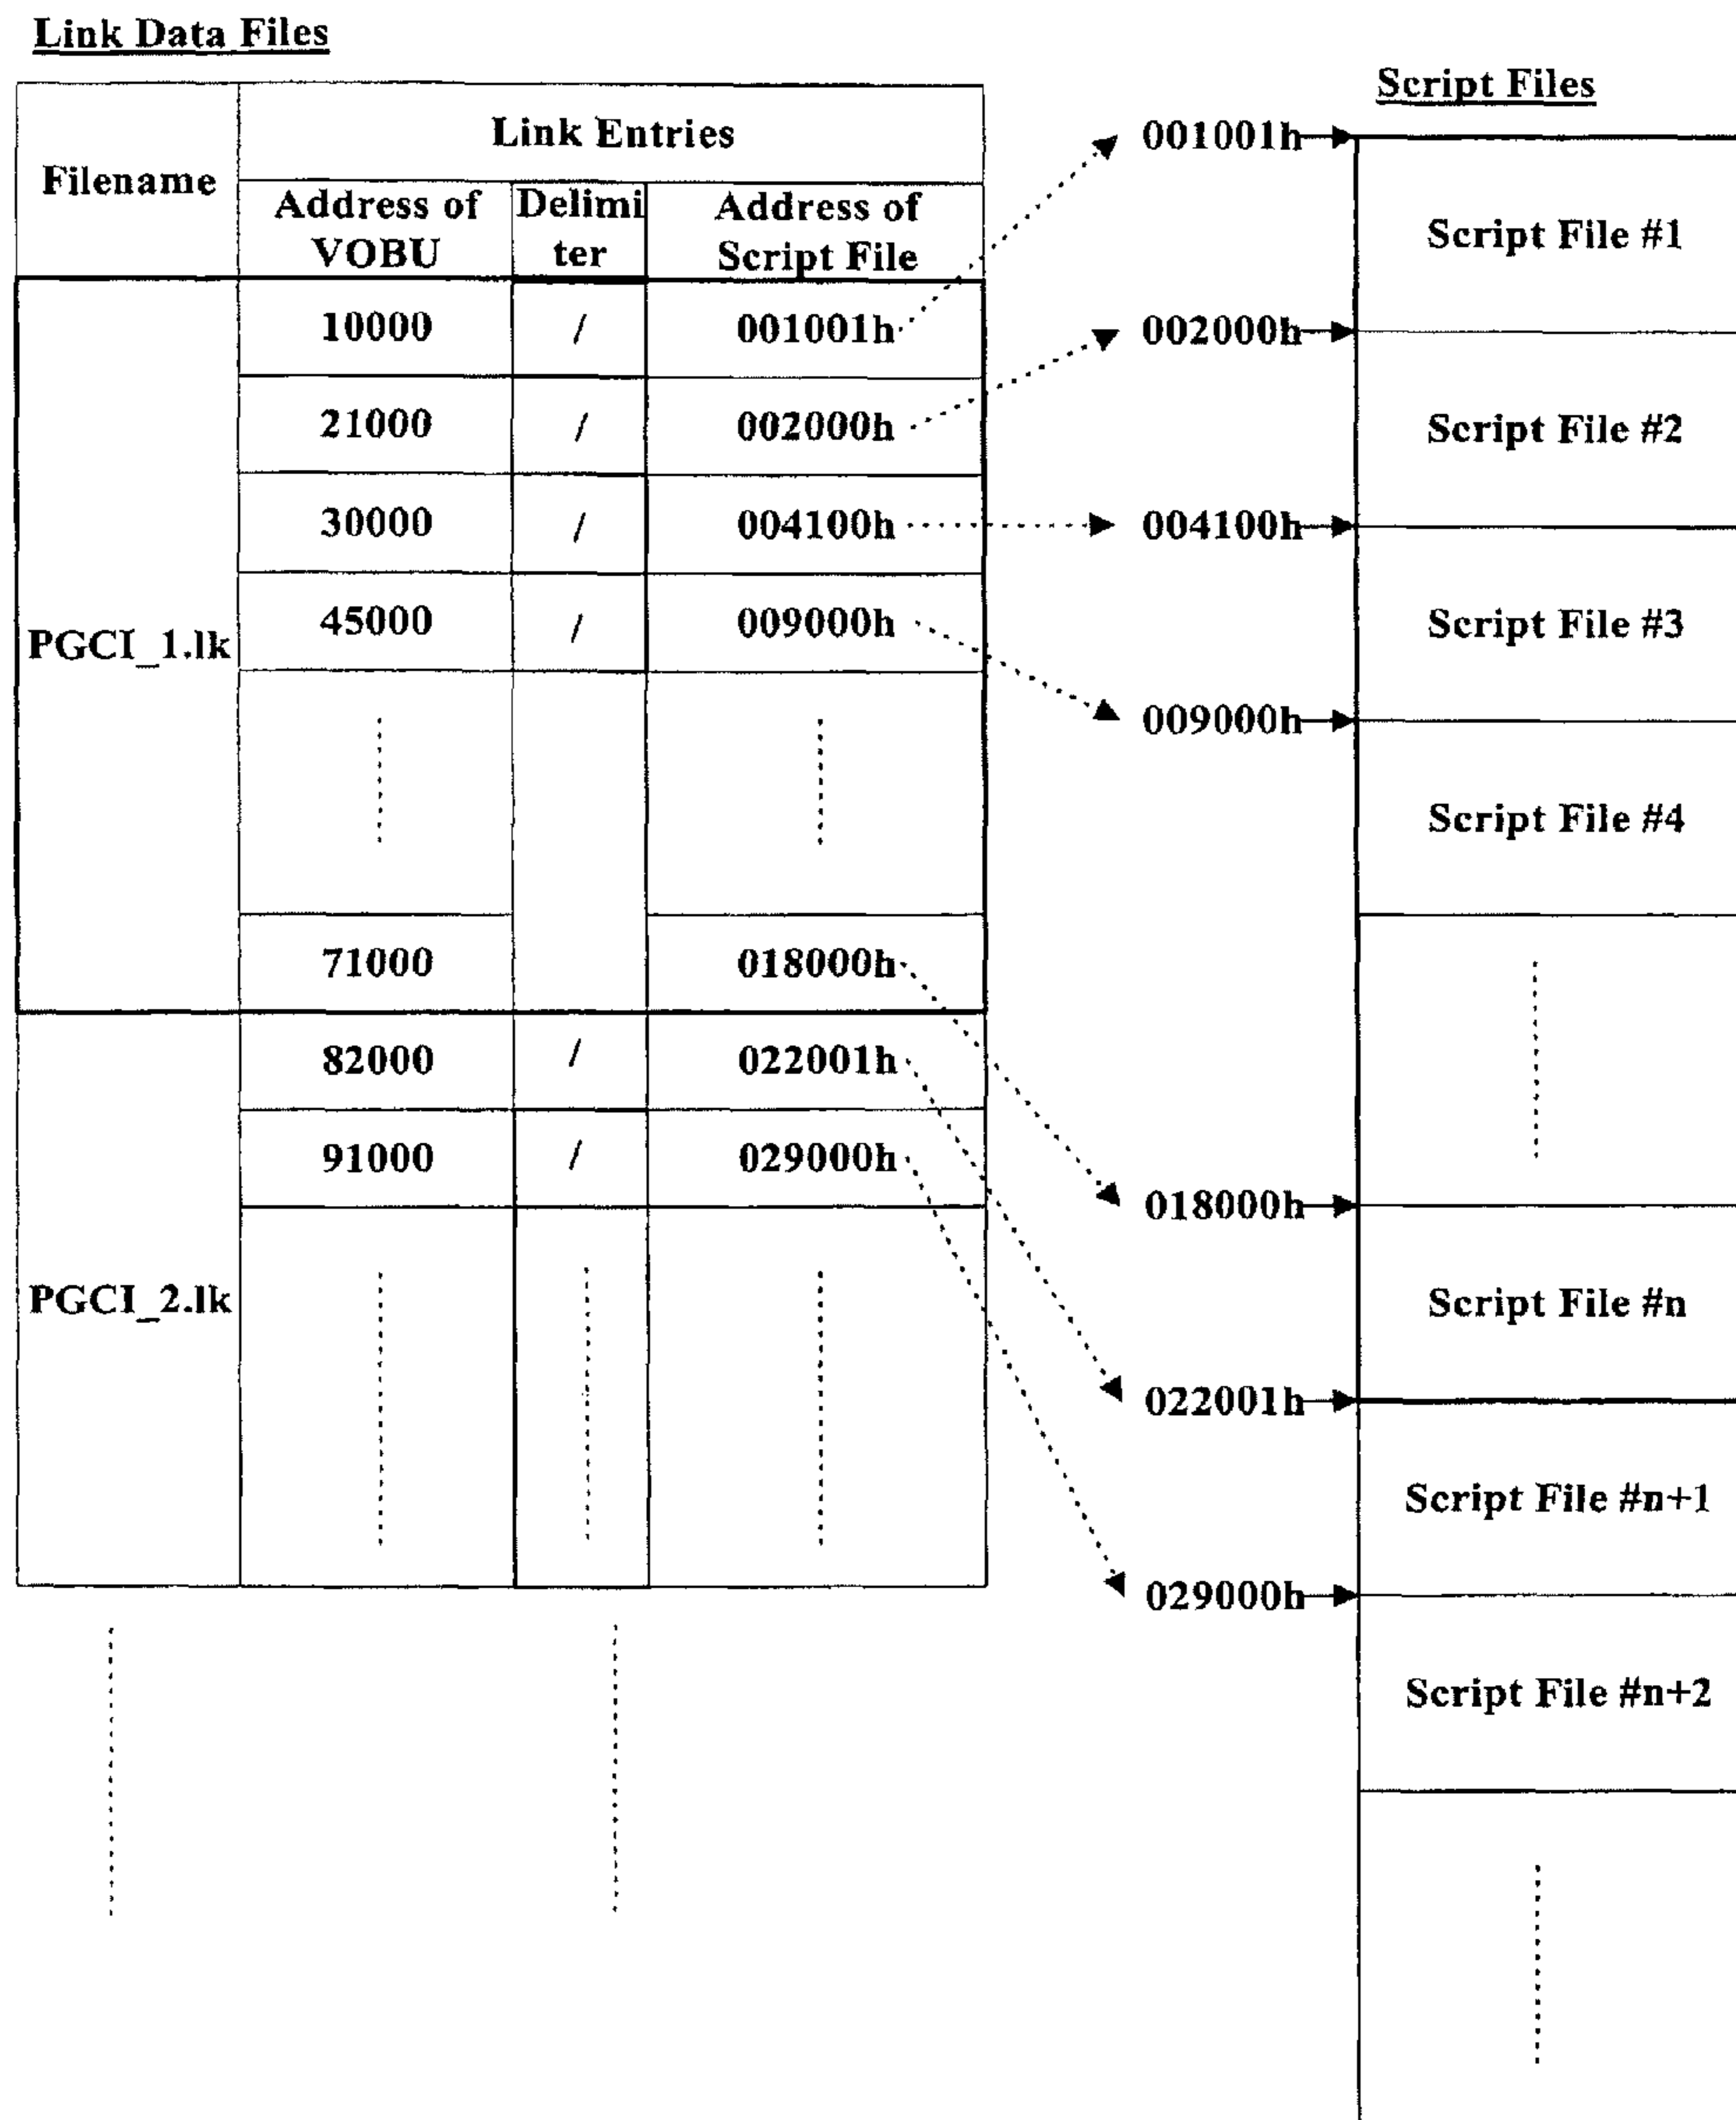 Link Data Files
Filename
Link Entries
Address of
VOBU
Delimi
ter
Address of
Script File
PGCI_1.lk
10000 / 001001h
21000 / 002000h
30000 / 004100h
45000 / 009000h
71000 018000h
PGCI_2.lk
82000 / 022001h
91000 / 029000h
Script Files
001001h
Script File #1
002000h
Script File #2
004100h
Script File #3
009000h
Script File #4
018000h
Script File #n
022001h
Script File #n+1
029000h
Script File #n+2